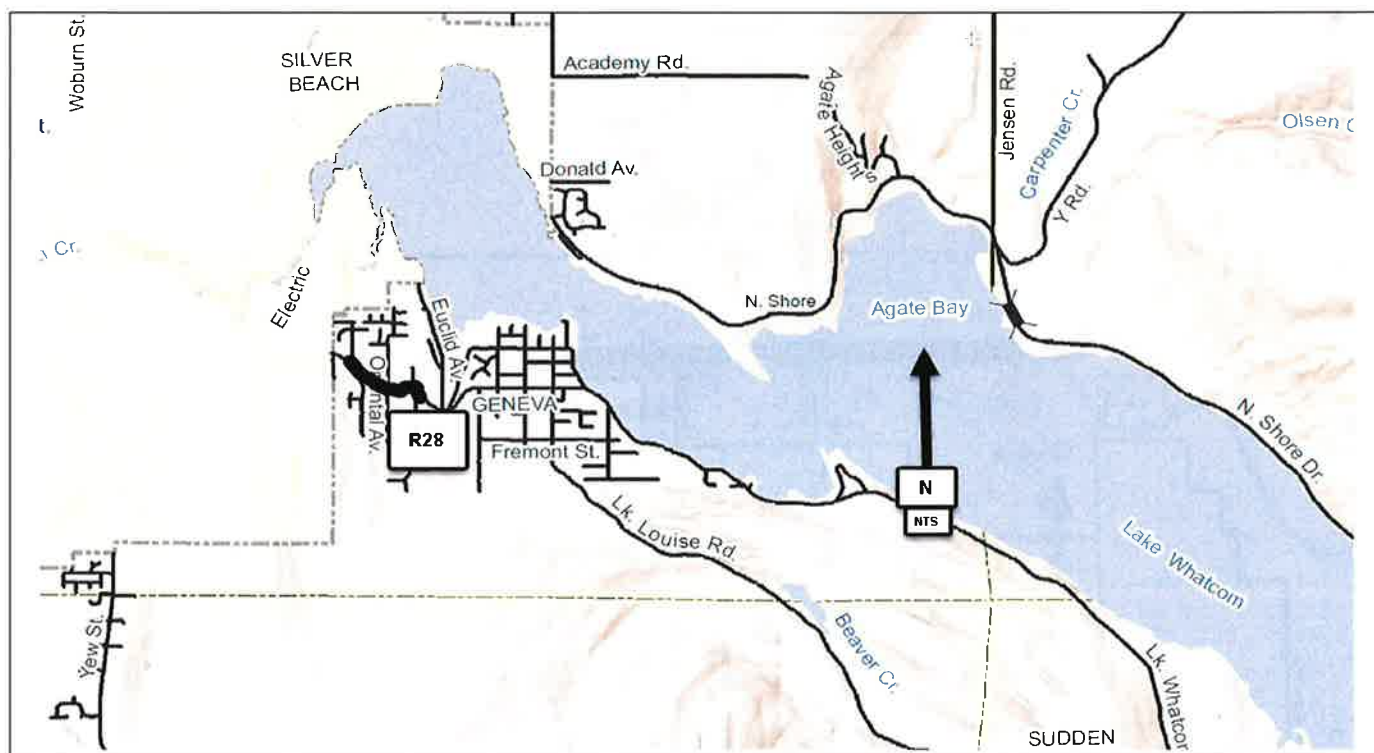 Woburn St.
SILVER
BEACH
Academy Rd.
Agate Heights
Jensen Rd.
Carpenter Cr.
Olsen C
t.
Donald Av.
Y Rd.
Cr.
Electric
N. Shore
Agate Bay
Euclid Av.
Oriental Av.
GENEVA
R28
Fremont St.
N. Shore Dr.
N
NTS
Lk. Louise Rd.
Lake Whatcom
Beaver Cr.
Yew St.
Lk. Whatcom
SUDDEN